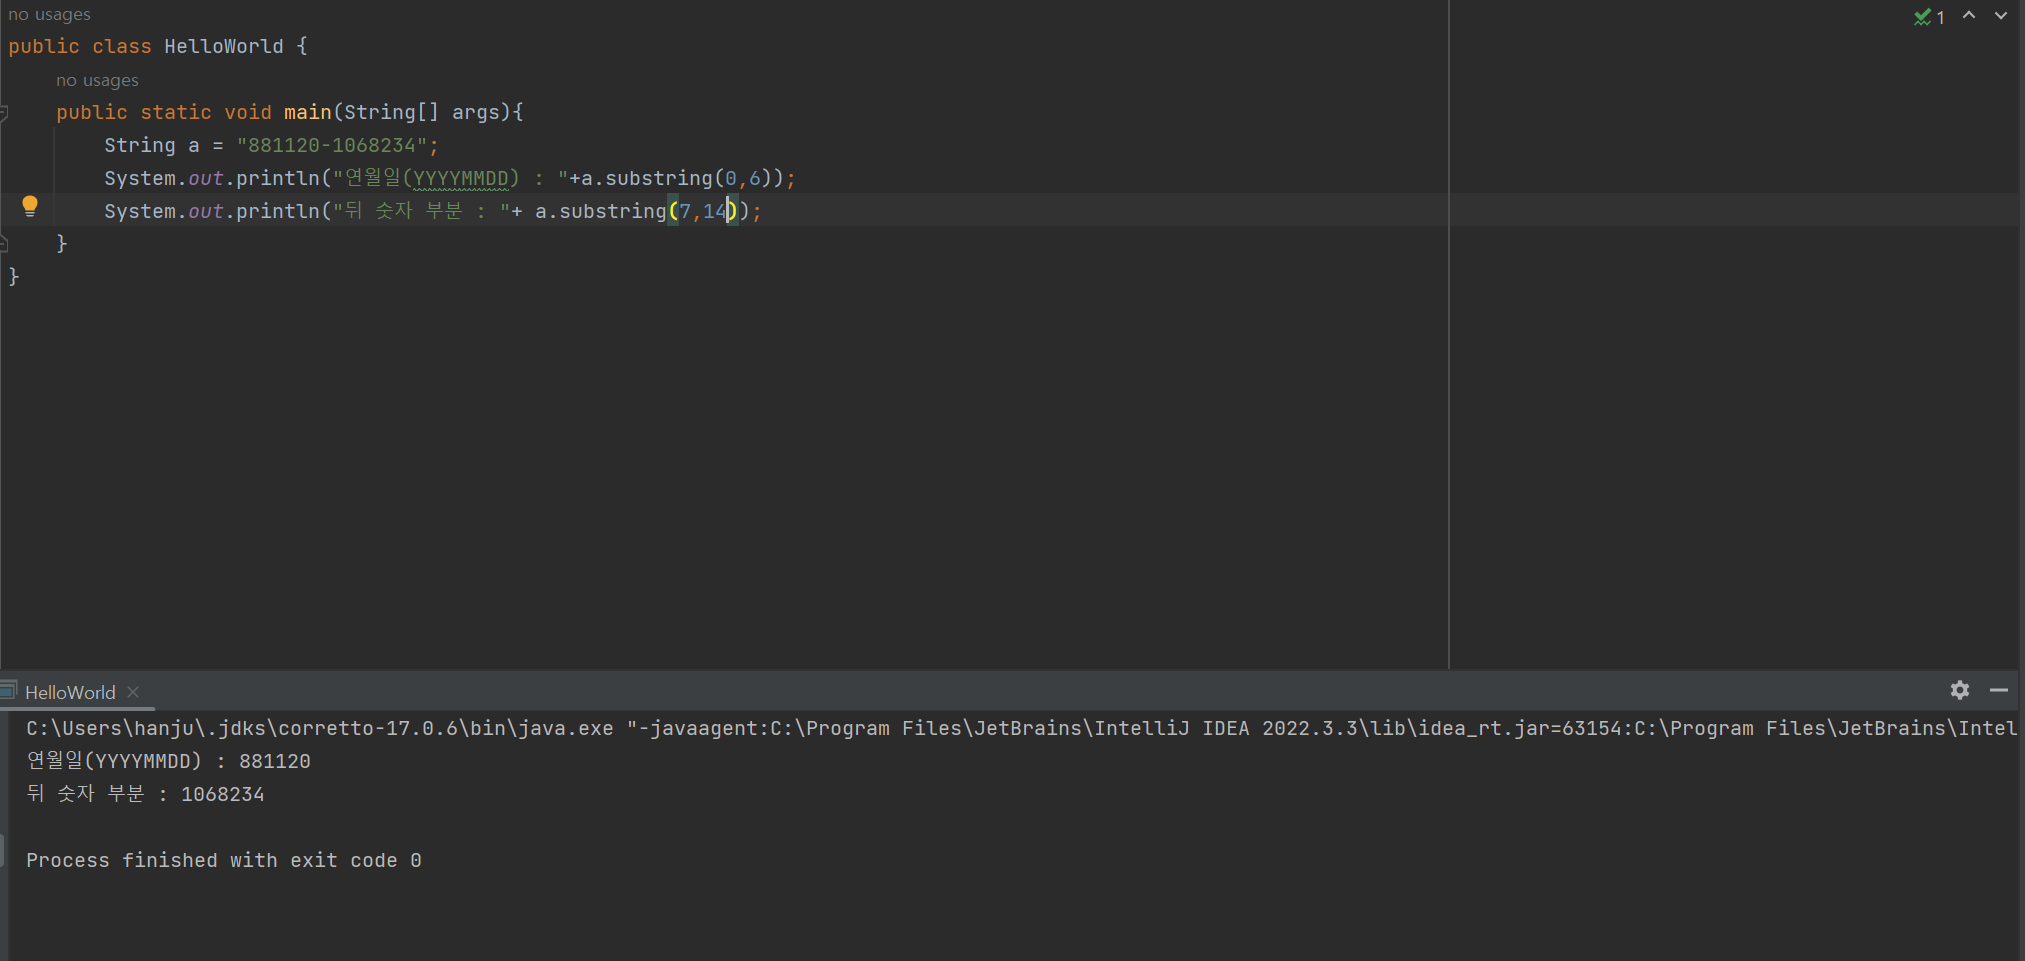 no usages
1
public class HelloWorld {
no usages
public static void main(String[] args){
String a = "881120-1068234";
System.out.println("연월일(YYYYMMDD) : "+a.substring(0,6));
System.out.println("뒤 숫자 부분 : "+ a.substring(7,14));
}
}
HelloWorld
C:\Users\hanju\.jdks\corretto-17.0.6\bin\java.exe "-javaagent:C:\Program Files\JetBrains\IntelliJ IDEA 2022.3.3\lib\idea_rt.jar=63154:C:\Program Files\JetBrains\Intel
연월일(YYYYMMDD) : 881120
뒤 숫자 부분 : 1068234
Process finished with exit code 0